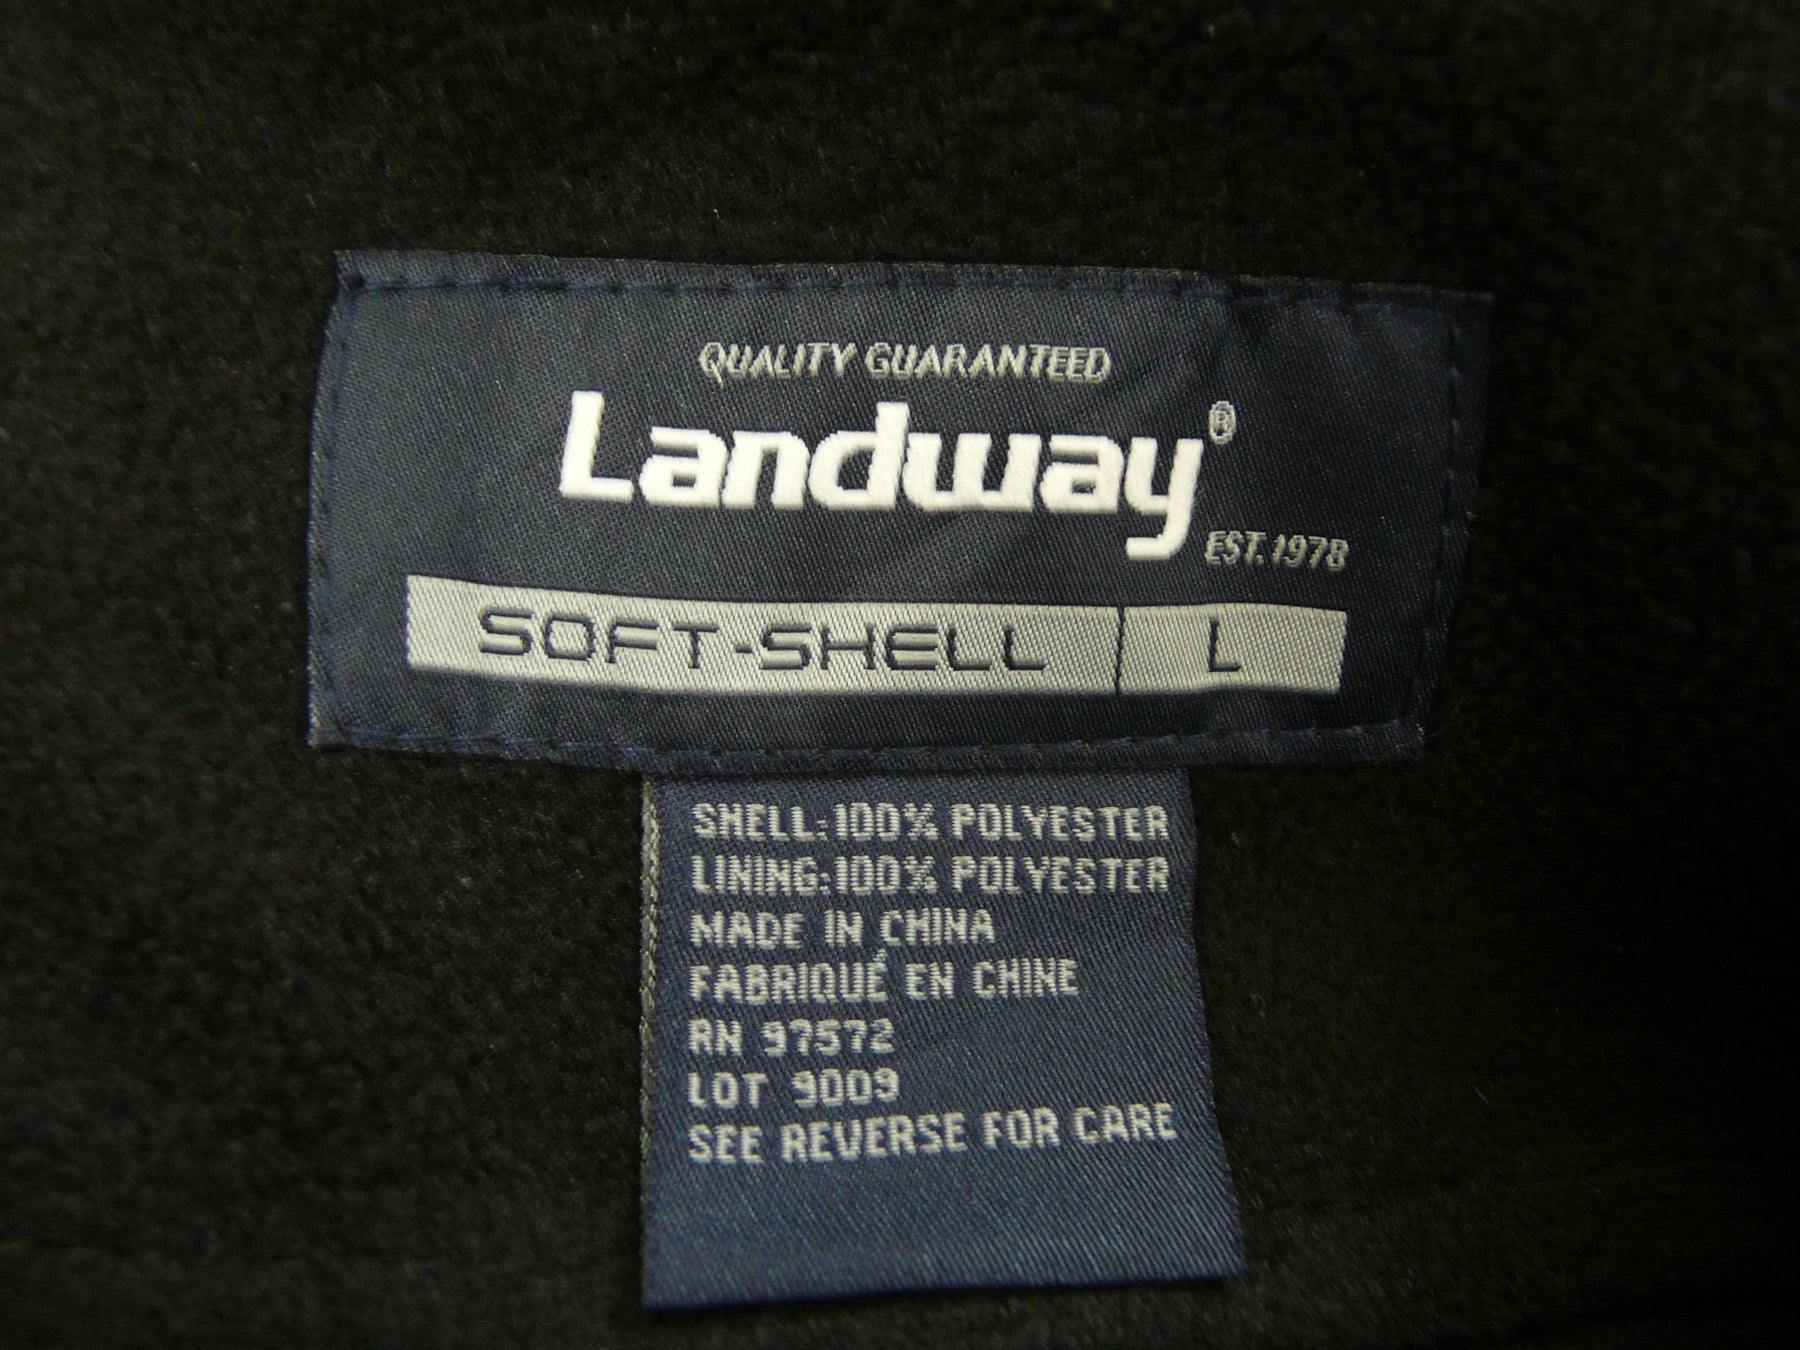 QUALITY GUARANTEED
Landway®
EST. 1978
SOFT-SHELL L
SHELL: 100% POLYESTER
LINING: 100% POLYESTER
MADE IN CHINA
FABRIQUÉ EN CHINE
RN 97572
LOT 9009
SEE REVERSE FOR CARE